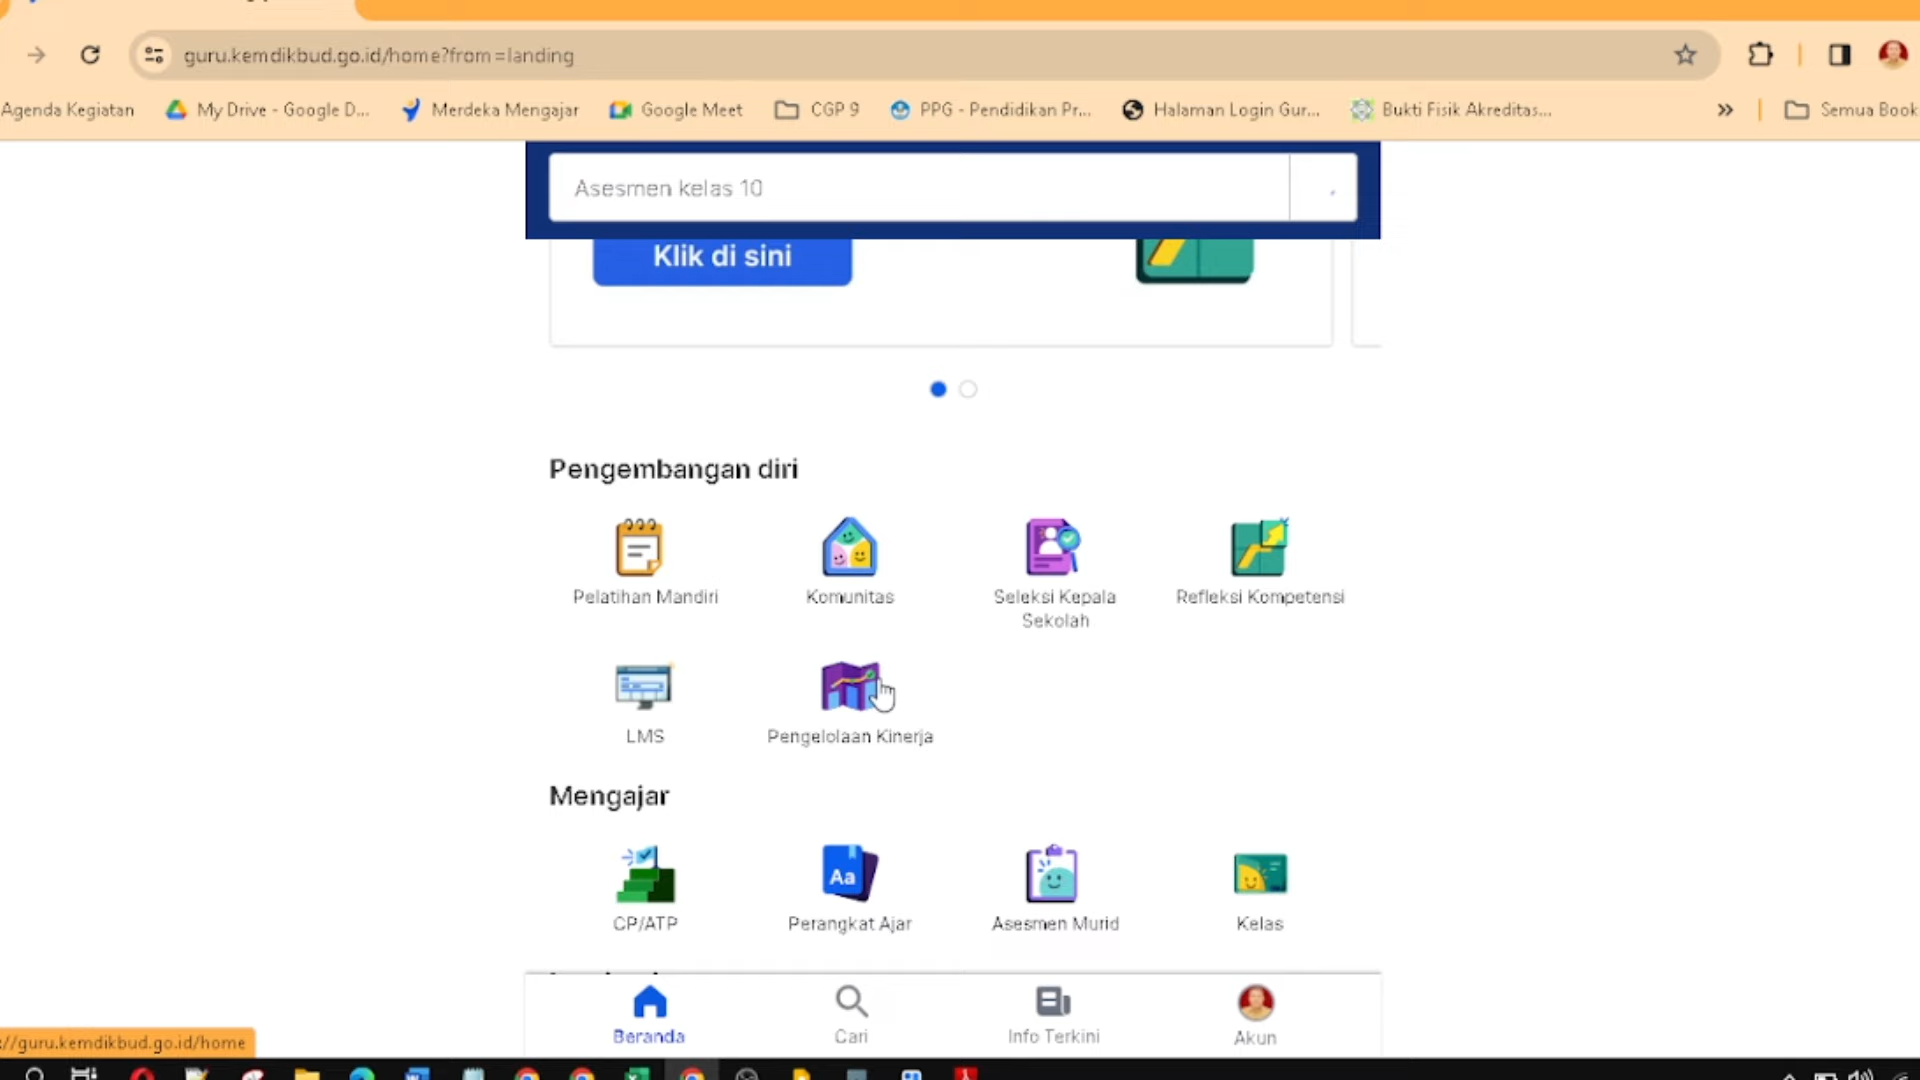 guru.kemdikbud.go.id/home?from=landing
Agenda Kegiatan My Drive - Google D... Merdeka Mengajar Google Meet CGP 9 PPG - Pendidikan Pr... Halaman Login Gur... Bukti Fisik Akreditas... » Semua Book
Asesmen kelas 10
Klik di sini
Pengembangan diri
Pelatihan Mandiri Komunitas Seleksi Kepala Refleksi Kompetensi
Sekolah
LMS Pengelolaan Kinerja
Mengajar
Aa
CP/ATP Perangkat Ajar Asesmen Murid Kelas
Beranda Cari Info Terkini Akun
://guru.kemdikbud.go.id/home